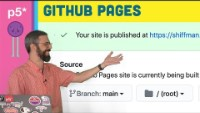 p5*
GITHUB PAGES
✓ Your site is published at https://shiffman.
Source
Pages site is currently being built
Branch: main
/ (root)